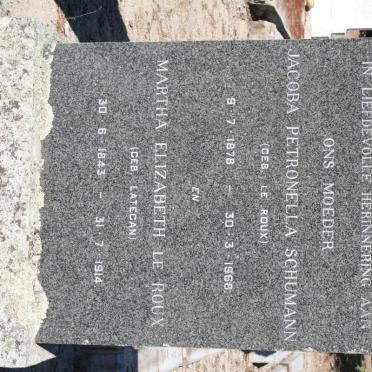 IN LIEFDEVOLLE HERINNERING AAN
ONS MOEDER
JACOBA PETRONELLA SCHUMANN
(GEB. LE ROUX)
9 7 1878 - 30 3 1968
EN
MARTHA ELIZABETH LE ROUX
(GEB. LATEGAN)
30 6 1843 - 31 7 1914